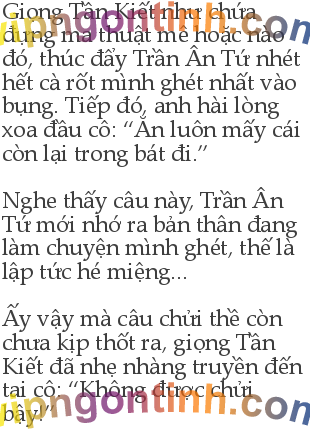 Giọng Tần Kiết như chứa
đựng ma thuật mê hoặc nào
đó, thúc đẩy Trần Ân Tứ nhét
hết cà rốt mình ghét nhất vào
bụng. Tiếp đó, anh hài lòng
xoa đầu cô: “Ăn luôn mấy cái
còn lại trong bát đi.”
Nghe thấy câu này, Trần Ân
Tứ mới nhớ ra bản thân đang
làm chuyện mình ghét, thế là
lập tức hé miệng...
Ấy vậy mà câu chửi thề còn
chưa kịp thốt ra, giọng Tần
Kiết đã nhẹ nhàng truyền đến
tai cô: “Không được chửi
bậy!”
vipngontinh.com
vipngontinh.com